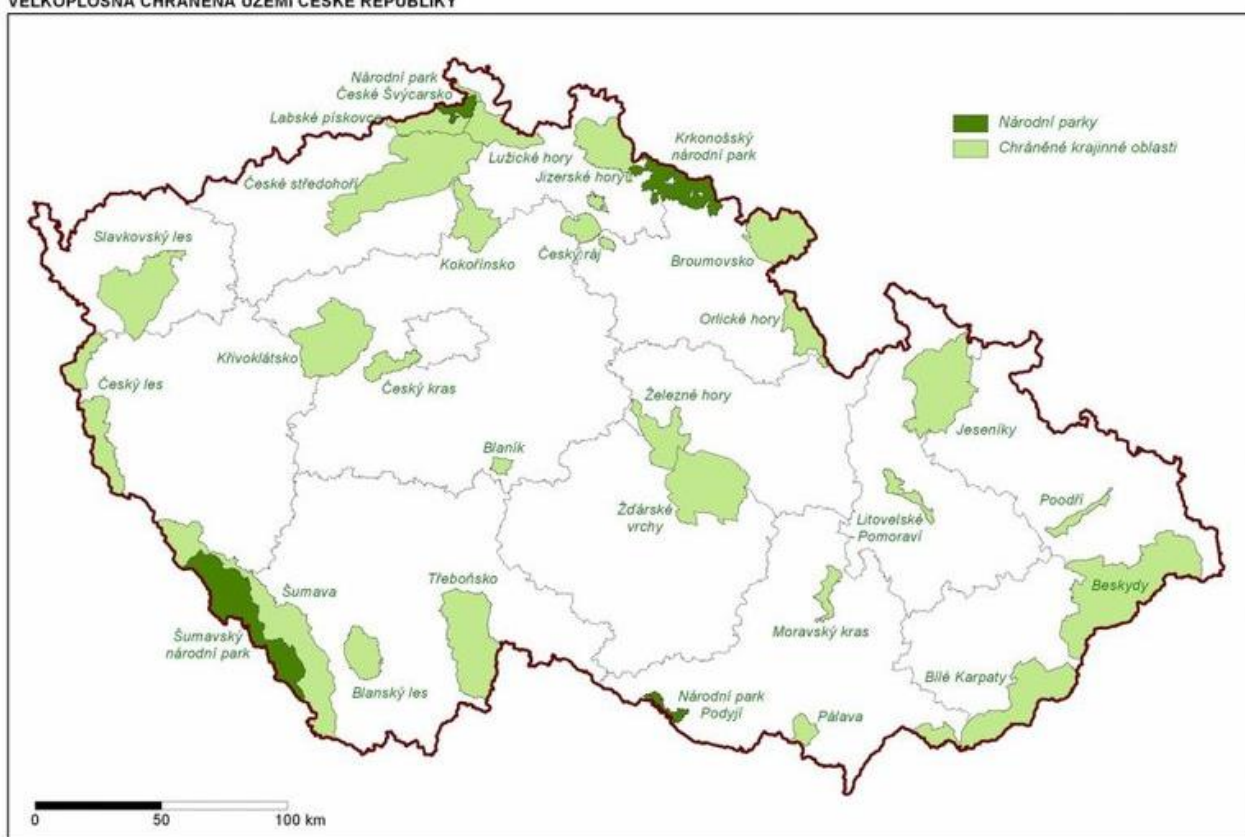 VELKOPLOŠNÁ CHRÁNĚNÁ ÚZEMÍ ČESKÉ REPUBLIKY
Národní park
České Švýcarsko
Labské pískovce
Národní parky
Chráněné krajinné oblasti
Krkonošský
národní park
Lužické hory
Jizerské hory
České středohoří
Slavkovský les
Kokořínsko
Český ráj
Broumovsko
Orlické hory
Křivoklátsko
Český kras
Český les
Železné hory
Jeseníky
Blaník
Žďárské
vrchy
Litovelské
Pomoraví
Poodří
Třeboňsko
Šumava
Beskydy
Moravský kras
Šumavský
národní park
Blanský les
Bílé Karpaty
Národní park
Podyjí
Pálava
0 50 100 km